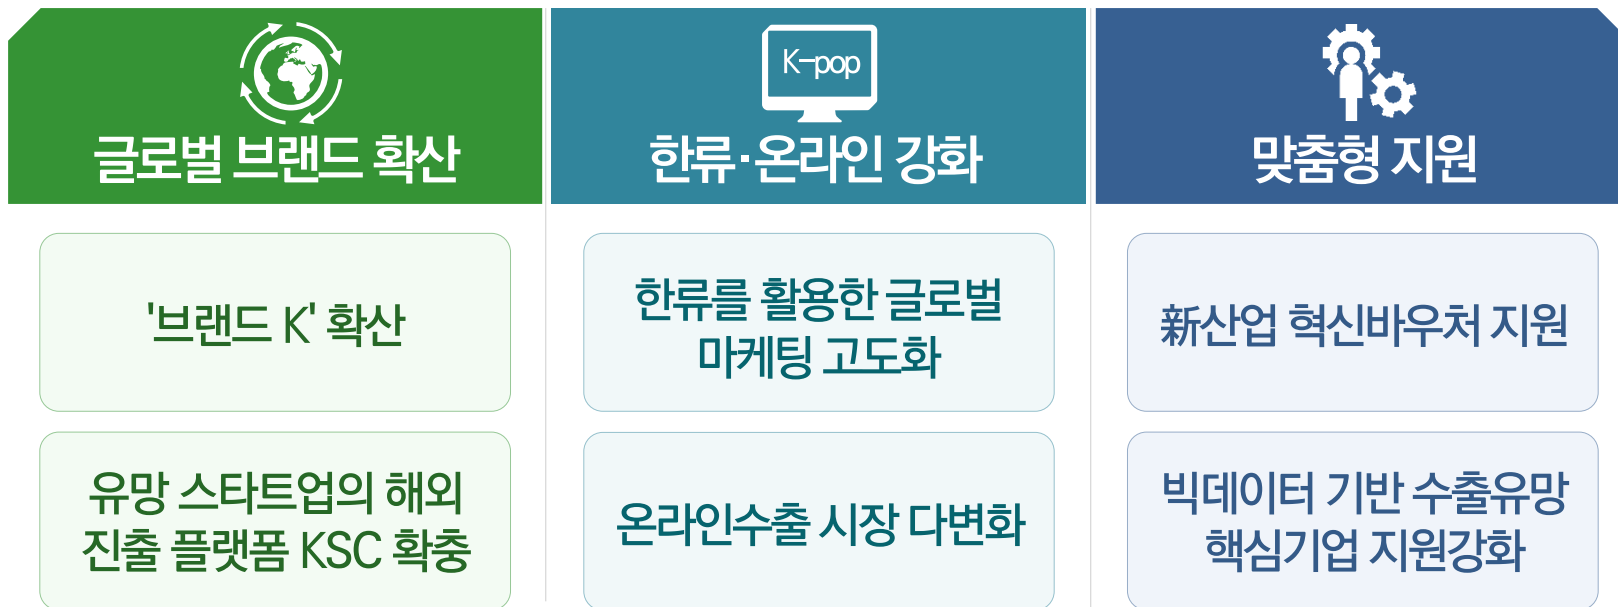 K-pop
글로벌 브랜드 확산
한류·온라인 강화
맞춤형 지원
'브랜드 K' 확산
한류를 활용한 글로벌
마케팅 고도화
新산업 혁신바우처 지원
유망 스타트업의 해외
진출 플랫폼 KSC 확충
온라인수출 시장 다변화
빅데이터 기반 수출유망
핵심기업 지원강화